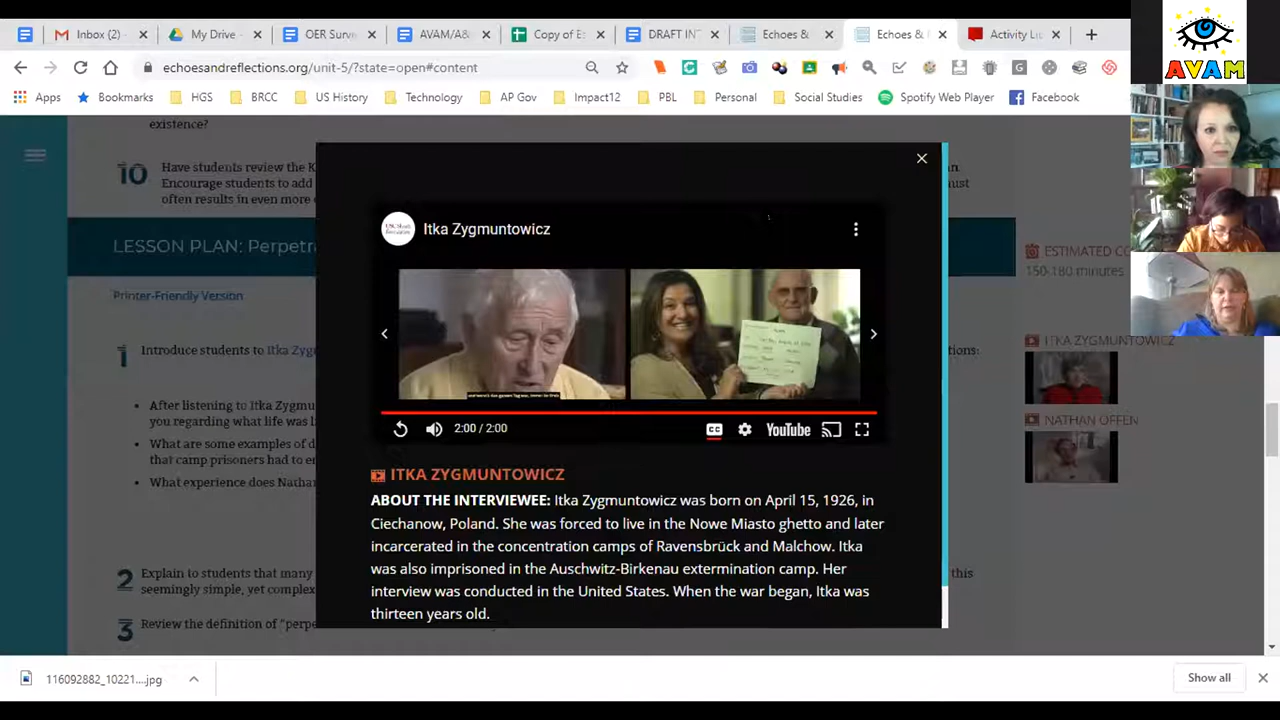 Inbox (2)
My Drive -
OER Surve
AVAM/A&I
Copy of E
DRAFT INT
Echoes &
Echoes &
Activity Li
AVAM
echoesandreflections.org/unit-5/?state=open#content
Apps
Bookmarks
HGS
BRCC
US History
Technology
AP Gov
Impact12
PBL
Personal
Social Studies
Spotify Web Player
Facebook
existence?
10
Have students review the K
Encourage students to add
often results in even more
LESSON PLAN: Perpetra
Printer-Friendly Version
150-180 minutes
Itka Zygmuntowicz
1
Introduce students to Itka Zyg
ITKA ZYGMUNTOWICZ
After listening to Itka Zygmu
you regarding what life was li
What are some examples of d
that camp prisoners had to en
What experience does Nathan
NATHAN OFFEN
2:00 / 2:00
CC
YouTube
ITKA ZYGMUNTOWICZ
ABOUT THE INTERVIEWEE: Itka Zygmuntowicz was born on April 15, 1926, in
Ciechanow, Poland. She was forced to live in the Nowe Miasto ghetto and later
incarcerated in the concentration camps of Ravensbrück and Malchow. Itka
was also imprisoned in the Auschwitz-Birkenau extermination camp. Her
interview was conducted in the United States. When the war began, Itka was
thirteen years old.
2
Explain to students that many
seemingly simple, yet complex
this
3
Review the definition of "perpe
116092882_10221....jpg
Show all